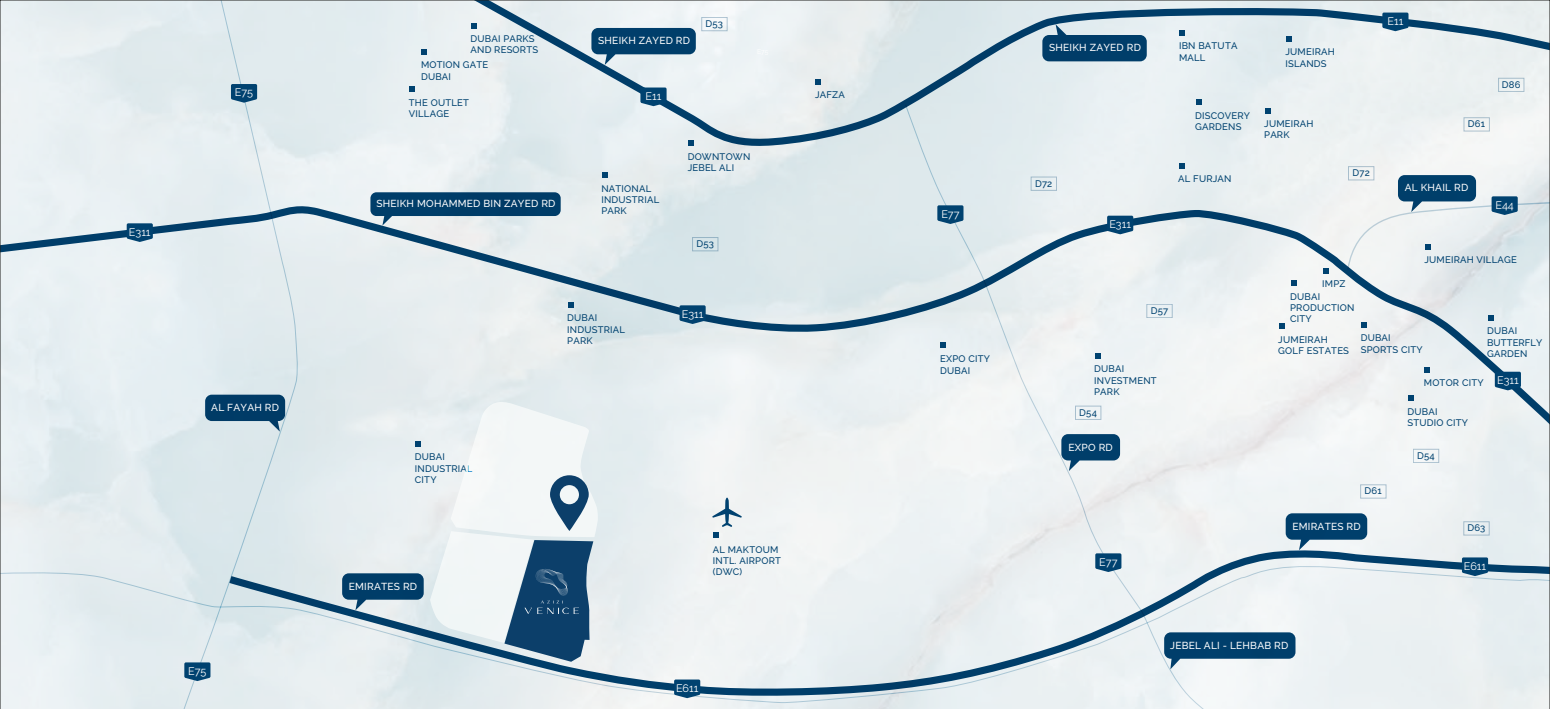 D53
E11
DUBAI PARKS
AND RESORTS
SHEIKH ZAYED RD
SHEIKH ZAYED RD
IBN BATUTA
MALL
JUMEIRAH
ISLANDS
MOTION GATE
DUBAI
E75
THE OUTLET
VILLAGE
E11
JAFZA
D86
DISCOVERY
GARDENS
JUMEIRAH
PARK
D61
DOWNTOWN
JEBEL ALI
NATIONAL
INDUSTRIAL
PARK
D72
AL FURJAN
D72
AL KHAIL RD
SHEIKH MOHAMMED BIN ZAYED RD
E44
E77
E311
E311
D53
JUMEIRAH VILLAGE
IMPZ
DUBAI
PRODUCTION
CITY
DUBAI
INDUSTRIAL
PARK
E311
D57
JUMEIRAH
GOLF ESTATES
DUBAI
SPORTS CITY
DUBAI
BUTTERFLY
GARDEN
EXPO CITY
DUBAI
DUBAI
INVESTMENT
PARK
MOTOR CITY
E311
AL FAYAH RD
D54
DUBAI
STUDIO CITY
EXPO RD
DUBAI
INDUSTRIAL
CITY
D54
D61
EMIRATES RD
D63
AL MAKTOUM
INTL. AIRPORT
(DWC)
E77
E611
EMIRATES RD
AZIZI
VENICE
JEBEL ALI - LEHBAB RD
E75
E611